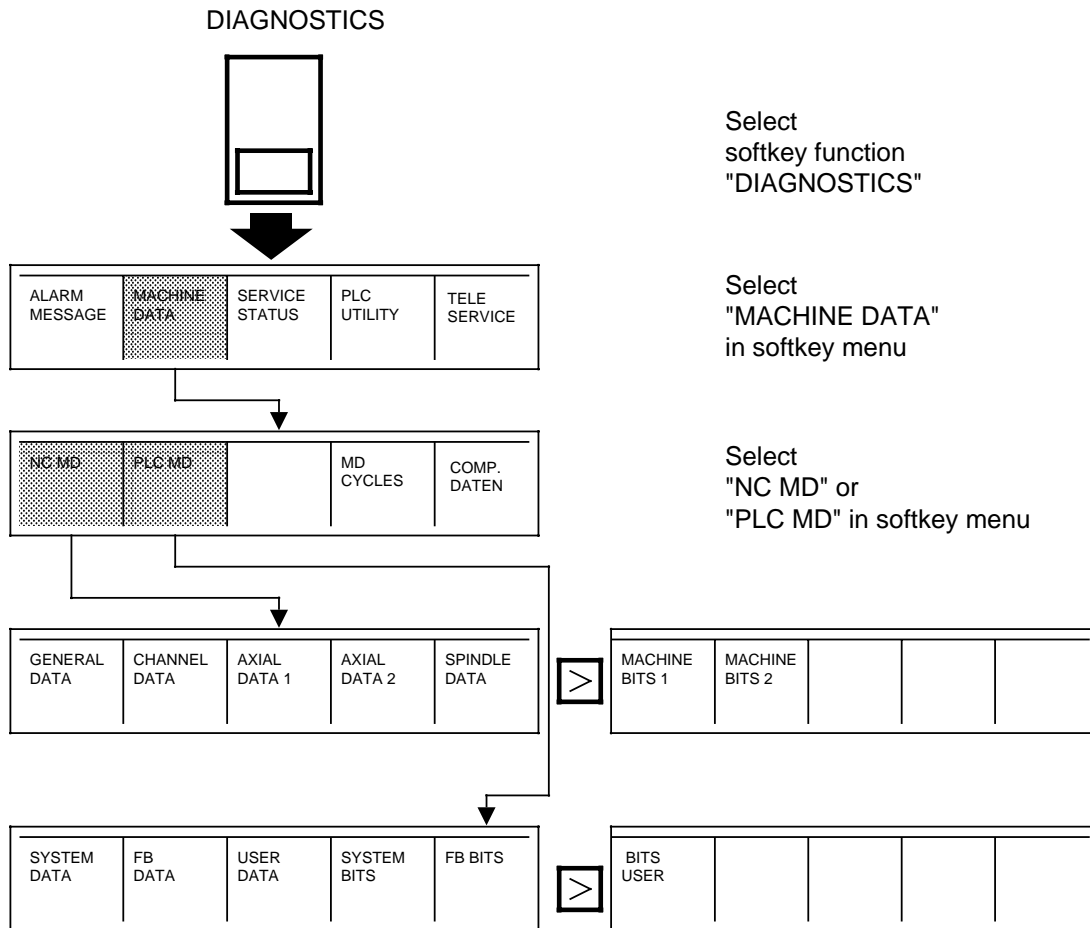 DIAGNOSTICS
Select
softkey function
"DIAGNOSTICS"
ALARM
MESSAGE
MACHINE
DATA
SERVICE
STATUS
PLC
UTILITY
TELE
SERVICE
Select
"MACHINE DATA"
in softkey menu
NC MD
PLC MD
MD
CYCLES
COMP.
DATEN
Select
"NC MD" or
"PLC MD" in softkey menu
GENERAL
DATA
CHANNEL
DATA
AXIAL
DATA 1
AXIAL
DATA 2
SPINDLE
DATA
>
MACHINE
BITS 1
MACHINE
BITS 2
SYSTEM
DATA
FB
DATA
USER
DATA
SYSTEM
BITS
FB BITS
>
BITS
USER